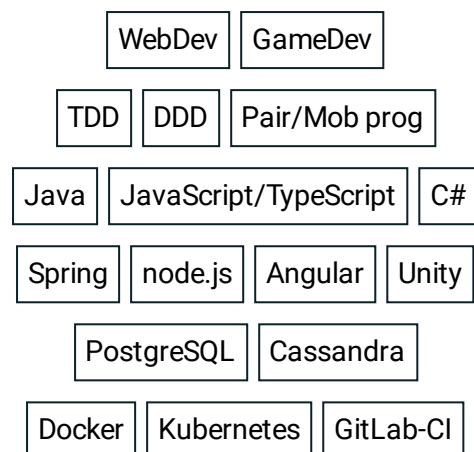 WebDev GameDev
TDD DDD Pair/Mob prog
Java JavaScript/TypeScript C#
Spring node.js Angular Unity
PostgreSQL Cassandra
Docker Kubernetes GitLab-CI